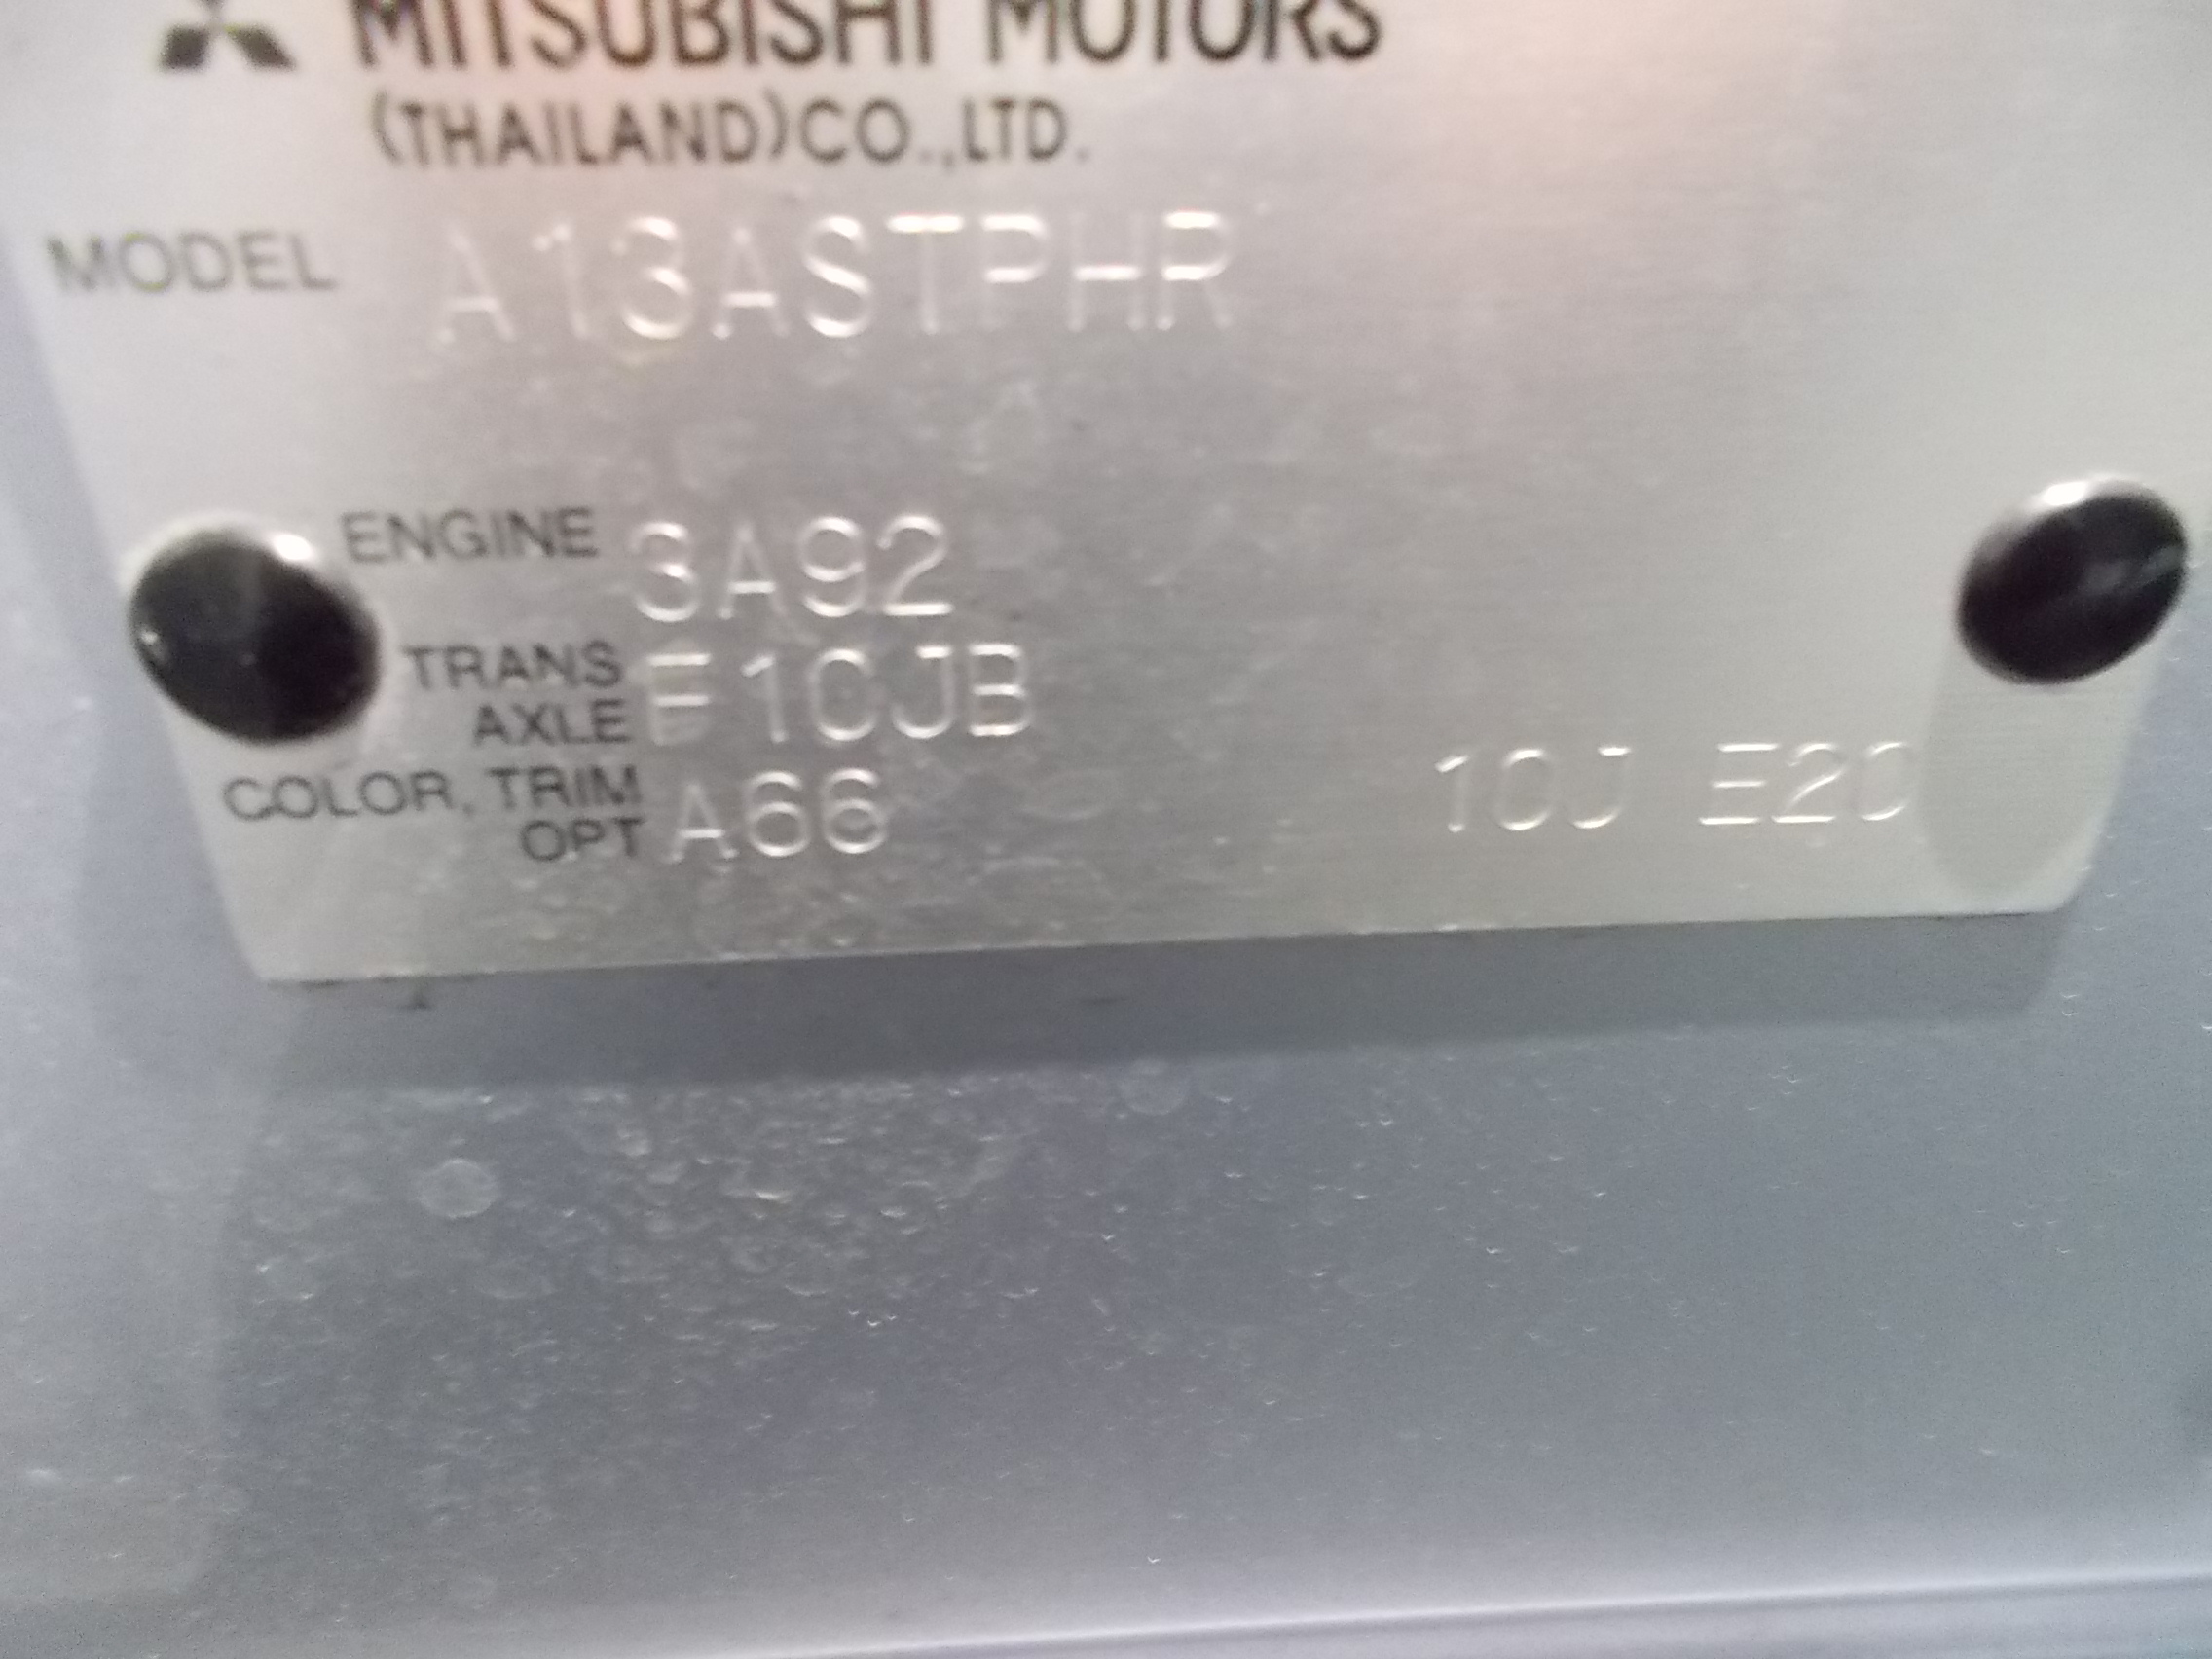 MITSUBISHI MOTORS
(THAILAND)CO.,LTD.
MODEL A13ASTPHR
ENGINE 3A92
TRANS AXLE F1CJB
COLOR, TRIM OPT A66 10J E20